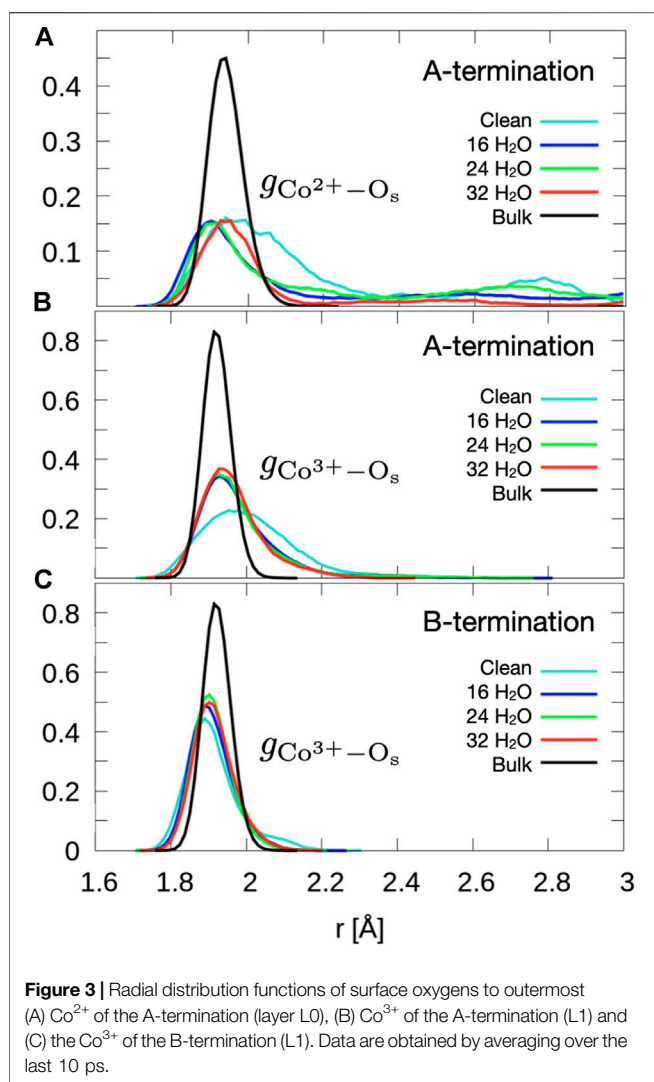 A
A-termination
0.4
0.3
0.2
0.1
Clean
16 H₂O
24 H₂O
32 H₂O
Bulk
gCo²⁺−Oₛ
B
A-termination
0.8
0.6
0.4
0.2
Clean
16 H₂O
24 H₂O
32 H₂O
Bulk
gCo³⁺−Oₛ
C
B-termination
0.8
0.6
0.4
0.2
0
Clean
16 H₂O
24 H₂O
32 H₂O
Bulk
gCo³⁺−Oₛ
1.6 1.8 2 2.2 2.4 2.6 2.8 3
r [Å]
Figure 3 | Radial distribution functions of surface oxygens to outermost
(A) Co²⁺ of the A-termination (layer L0), (B) Co³⁺ of the A-termination (L1) and
(C) the Co³⁺ of the B-termination (L1). Data are obtained by averaging over the
last 10 ps.